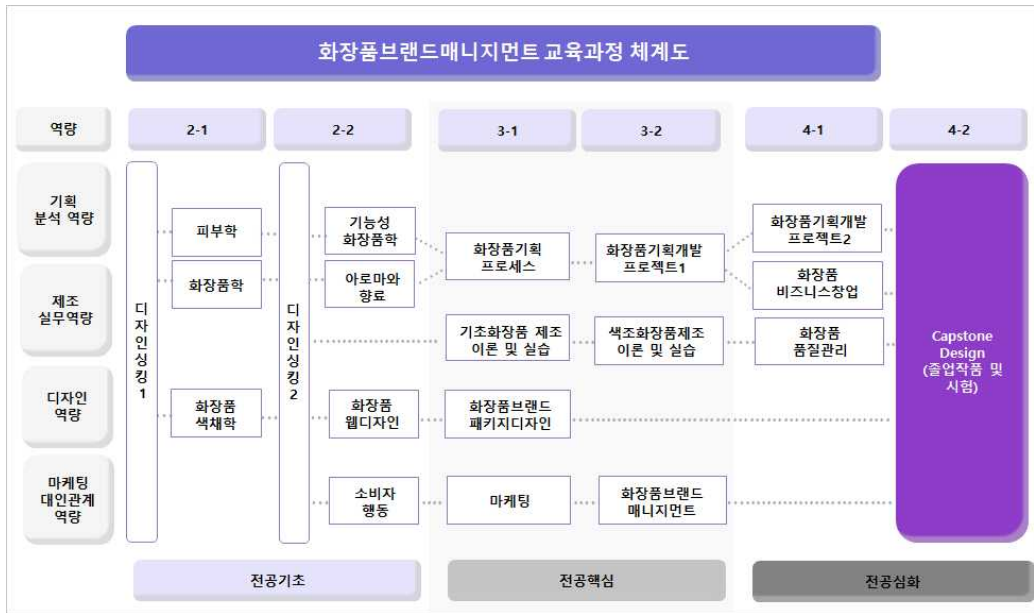 화장품브랜드매니지먼트 교육과정 체계도
역량
2-1
2-2
3-1
3-2
4-1
4-2
기획
분석 역량
제조
실무역량
디자인
역량
마케팅
대인관계
역량
디자인싱킹1
피부학
화장품학
화장품
색채학
디자인싱킹2
기능성
화장품학
아로마와
향료
화장품
웹디자인
소비자
행동
화장품기획
프로세스
기초화장품 제조
이론 및 실습
화장품브랜드
패키지디자인
마케팅
화장품기획개발
프로젝트1
색조화장품제조
이론 및 실습
화장품브랜드
매니지먼트
화장품기획개발
프로젝트2
화장품
비즈니스창업
화장품
품질관리
Capstone
Design
(졸업작품 및
시험)
전공기초
전공핵심
전공심화